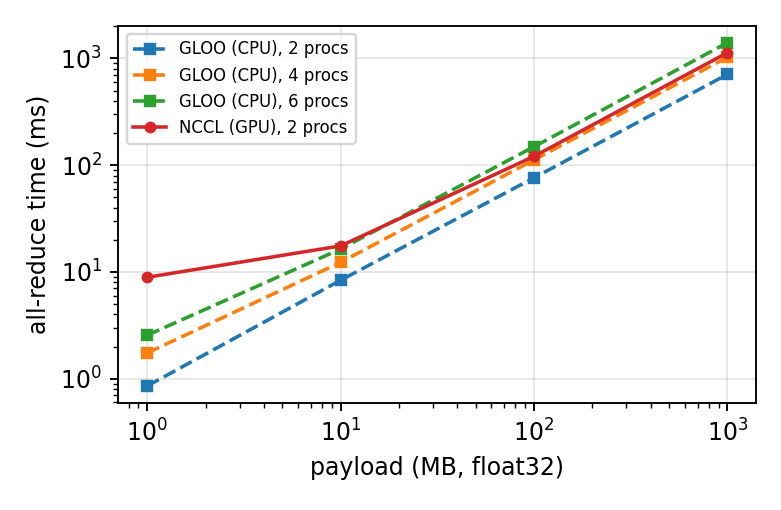 GLOO (CPU), 2 procs
GLOO (CPU), 4 procs
GLOO (CPU), 6 procs
NCCL (GPU), 2 procs
all-reduce time (ms)
10³
10²
10¹
10⁰
10⁰ 10¹ 10² 10³
payload (MB, float32)